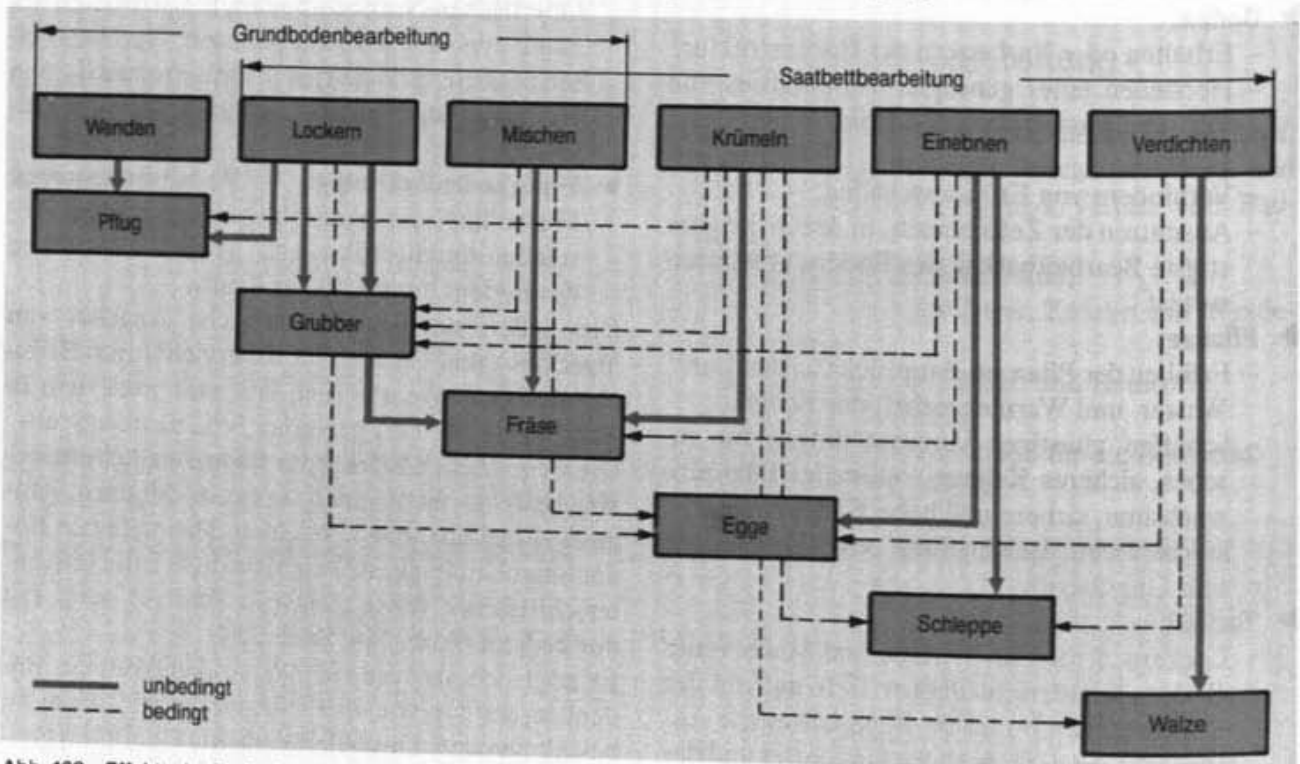 Grundbodenbearbeitung
Saatbettbearbeitung
Wenden
Lockern
Mischen
Krümeln
Einebnen
Verdichten
Pflug
Grubber
Fräse
Egge
Schleppe
Walze
unbedingt
bedingt